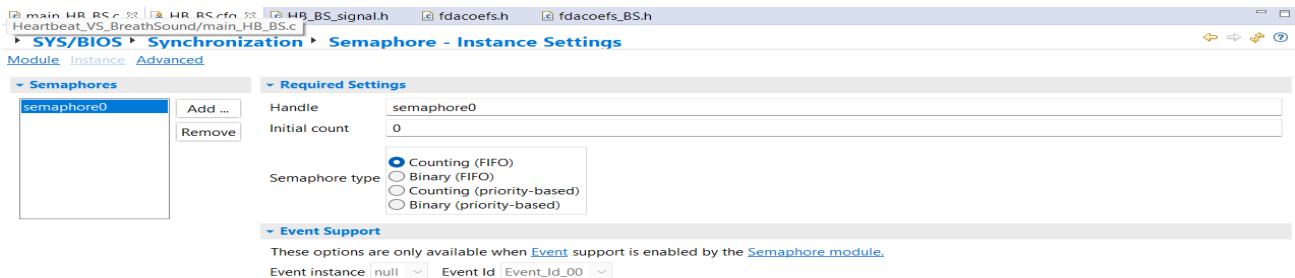 main_HB_BS.c HB_BS.cfg HB_BS_signal.h fdacoefs.h fdacoefs_BS.h
Heartbeat_VS_BreathSound/main_HB_BS.c
SYS/BIOS Synchronization Semaphore - Instance Settings
Module Instance Advanced
Semaphores
semaphore0
Add ...
Remove
Required Settings
Handle semaphore0
Initial count 0
Semaphore type
Counting (FIFO)
Binary (FIFO)
Counting (priority-based)
Binary (priority-based)
Event Support
These options are only available when Event support is enabled by the Semaphore module.
Event instance null Event Id Event_Id_00